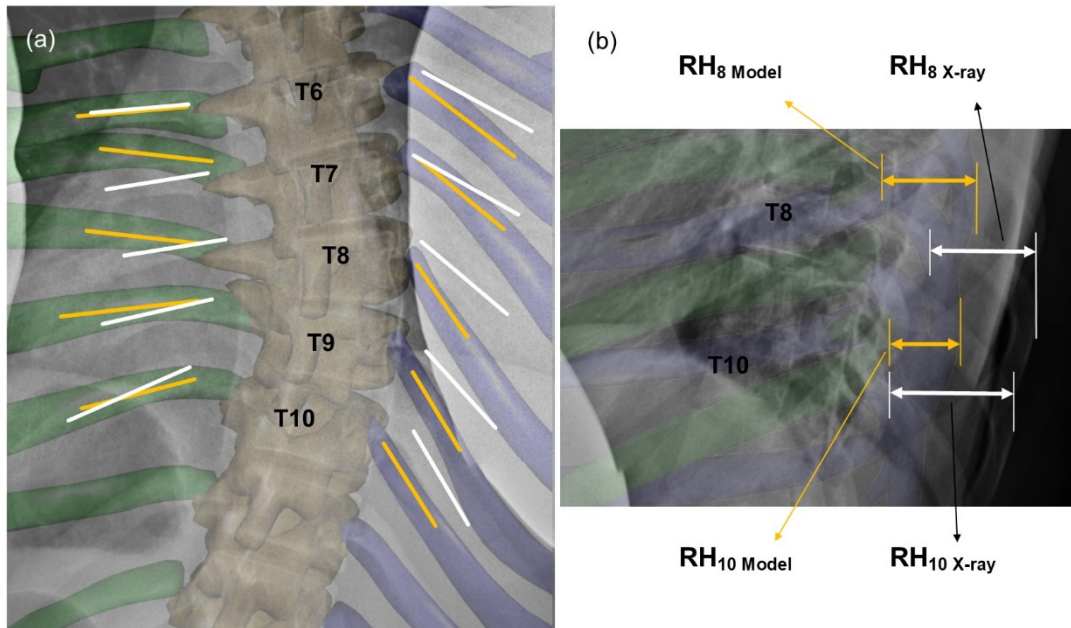 (a)
T6
T7
T8
T9
T10
(b)
RH8 Model
RH8 X-ray
T8
T10
RH10 Model
RH10 X-ray